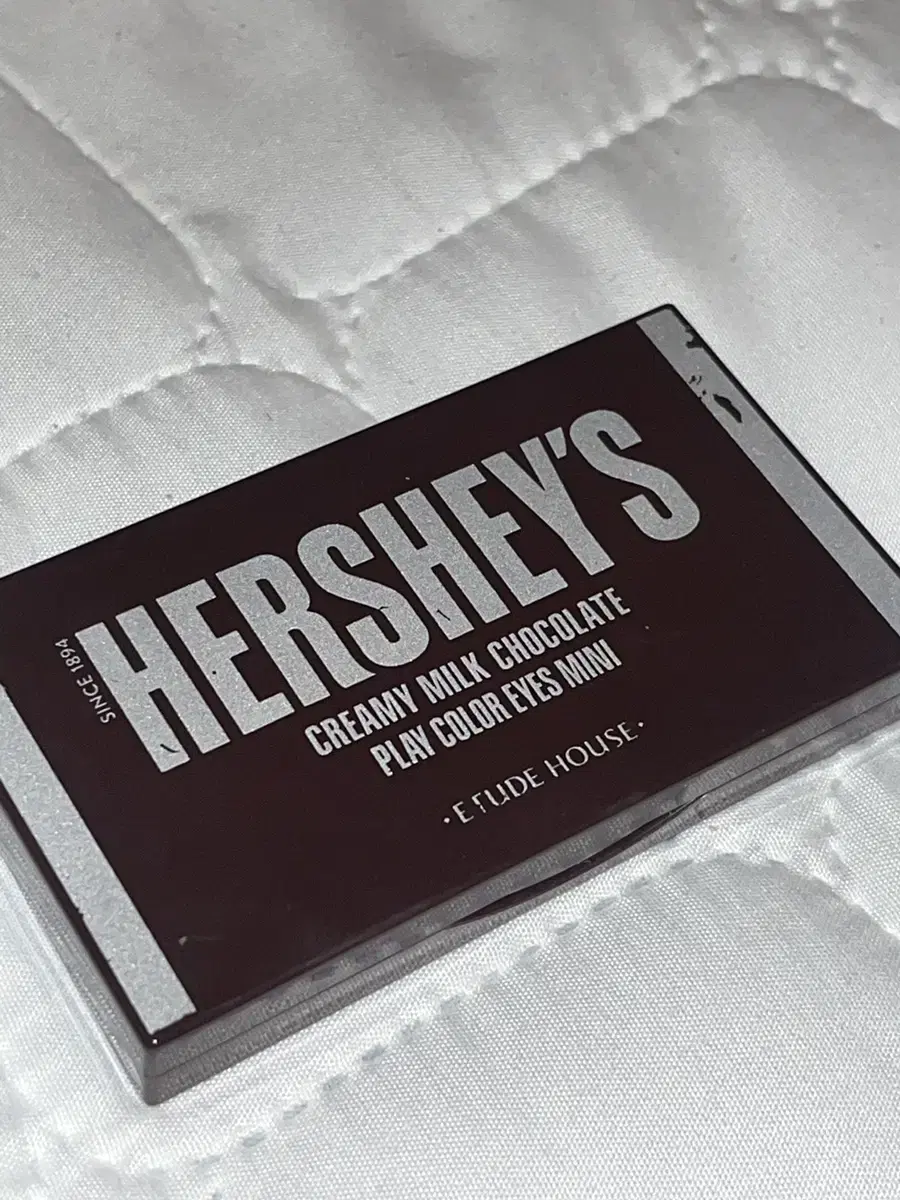 SINCE 1894
HERSHEY'S
CREAMY MILK CHOCOLATE
PLAY COLOR EYES MINI
·ETUDE HOUSE·